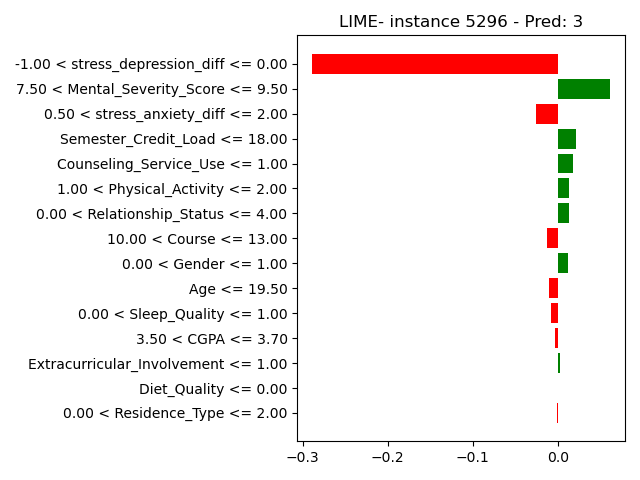 LIME- instance 5296 - Pred: 3
-1.00 < stress_depression_diff <= 0.00
7.50 < Mental_Severity_Score <= 9.50
0.50 < stress_anxiety_diff <= 2.00
Semester_Credit_Load <= 18.00
Counseling_Service_Use <= 1.00
1.00 < Physical_Activity <= 2.00
0.00 < Relationship_Status <= 4.00
10.00 < Course <= 13.00
0.00 < Gender <= 1.00
Age <= 19.50
0.00 < Sleep_Quality <= 1.00
3.50 < CGPA <= 3.70
Extracurricular_Involvement <= 1.00
Diet_Quality <= 0.00
0.00 < Residence_Type <= 2.00
−0.3 −0.2 −0.1 0.0